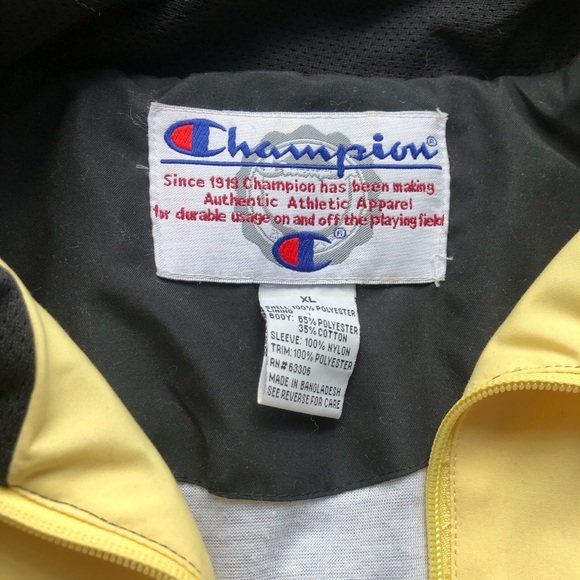 Champion®
Since 1919 Champion has been making
Authentic Athletic Apparel
for durable usage on and off the playing field
®
XL
SHELL: 100% POLYESTER
LINING
BODY: 65% POLYESTER
35% COTTON
SLEEVE: 100% NYLON
TRIM: 100% POLYESTER
RN# 63306
MADE IN BANGLADESH
SEE REVERSE FOR CARE